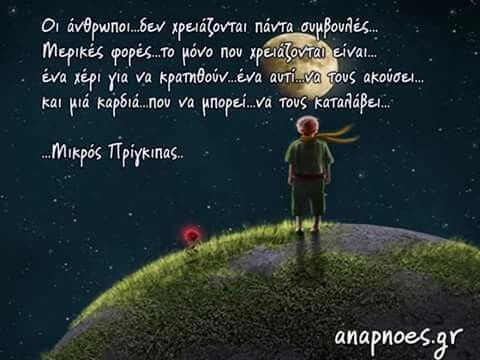 Οι άνθρωποι...δεν χρειάζονται πάντα συμβουλές...
Μερικές φορές...το μόνο που χρειάζονται είναι...
ένα χέρι για να κρατηθούν...ένα αυτί...να τους ακούσει...
και μιά καρδιά...που να μπορεί...να τους καταλάβει...
...Μικρός Πρίγκιπας..
anapnoes.gr